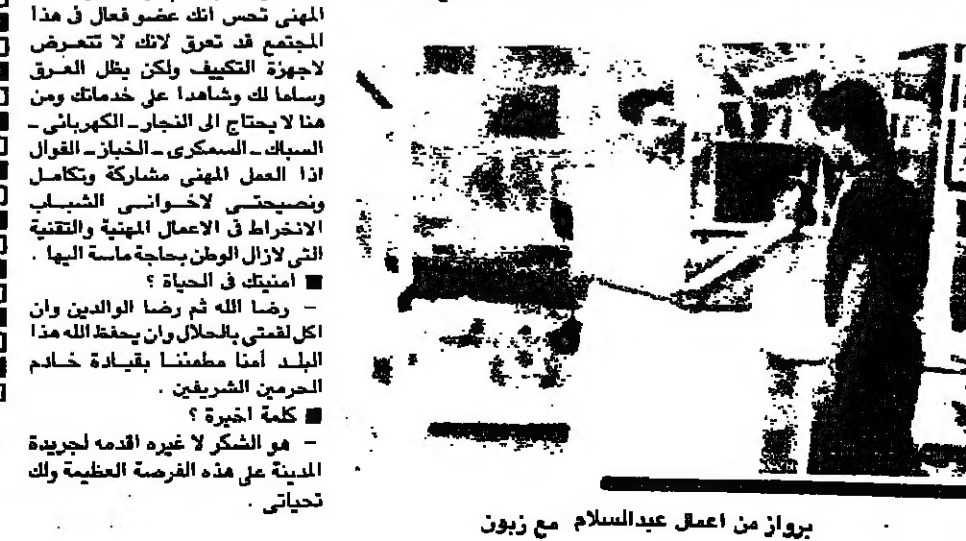 المهنى تحس انك عضو فعال فى هذا
المجتمع قد تعرق لانك لا تتعرض
لاجهزة التكييف ولكن يظل العرق
وساما لك وشاهدا على خدماتك ومن
هنا لا يحتاج الى النجار ـ الكهربائى ـ
السباك ـ السمكرى ـ الخباز ـ القوال
اذا العمل المهنى مشاركة وتكامل
ونصيحتى لاخوانى الشباب
الانخراط فى الاعمال المهنية والتقنية
التى لازال الوطن بحاجة ماسة اليها .
■ امنيتك فى الحياة ؟
– رضا الله ثم رضا الوالدين وان
اكل لقمتى بالحلال وان يحفظ الله هذا
البلد أمنا مطمئنا بقيادة خادم
الحرمين الشريفين .
■ كلمة اخيرة ؟
– هو الشكر لا غيره اقدمه لجريدة
المدينة على هذه الفرصة العظيمة ولك
تحياتى .
برواز من اعمال عبدالسلام مع زبون